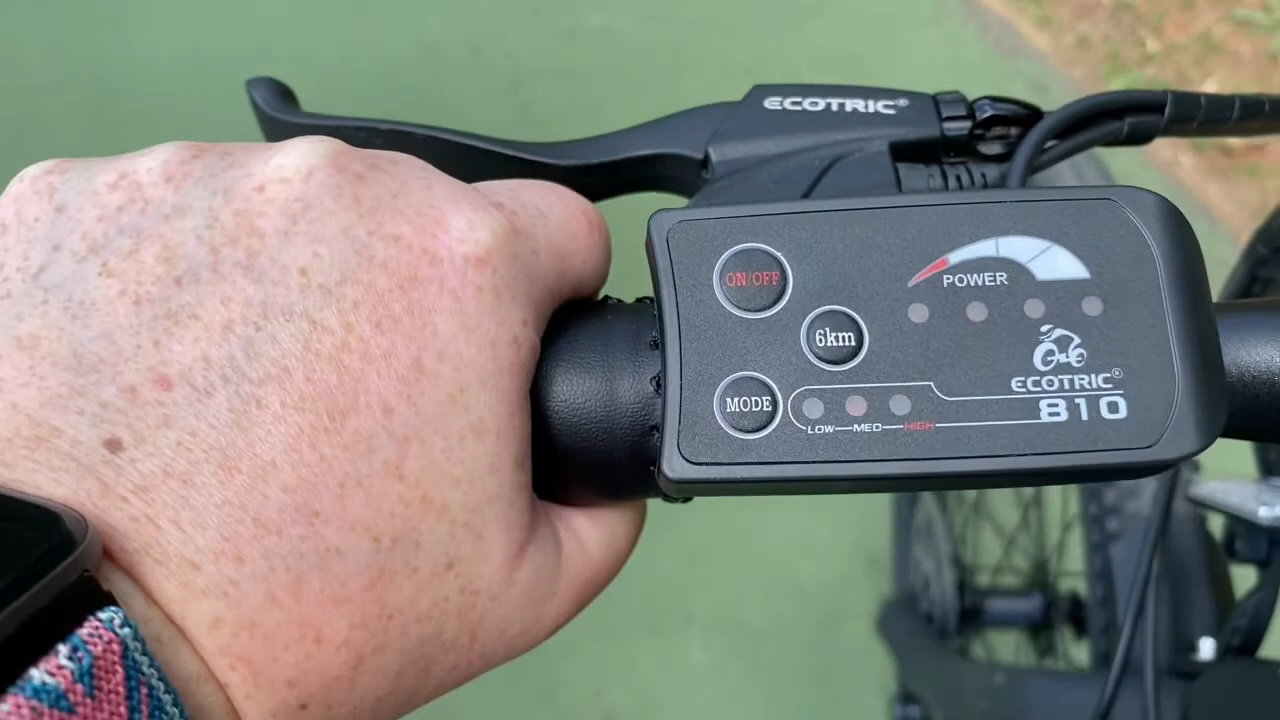 ECOTRIC®
ON/OFF
POWER
6km
ECOTRIC®
810
MODE
LOW—MED—HIGH